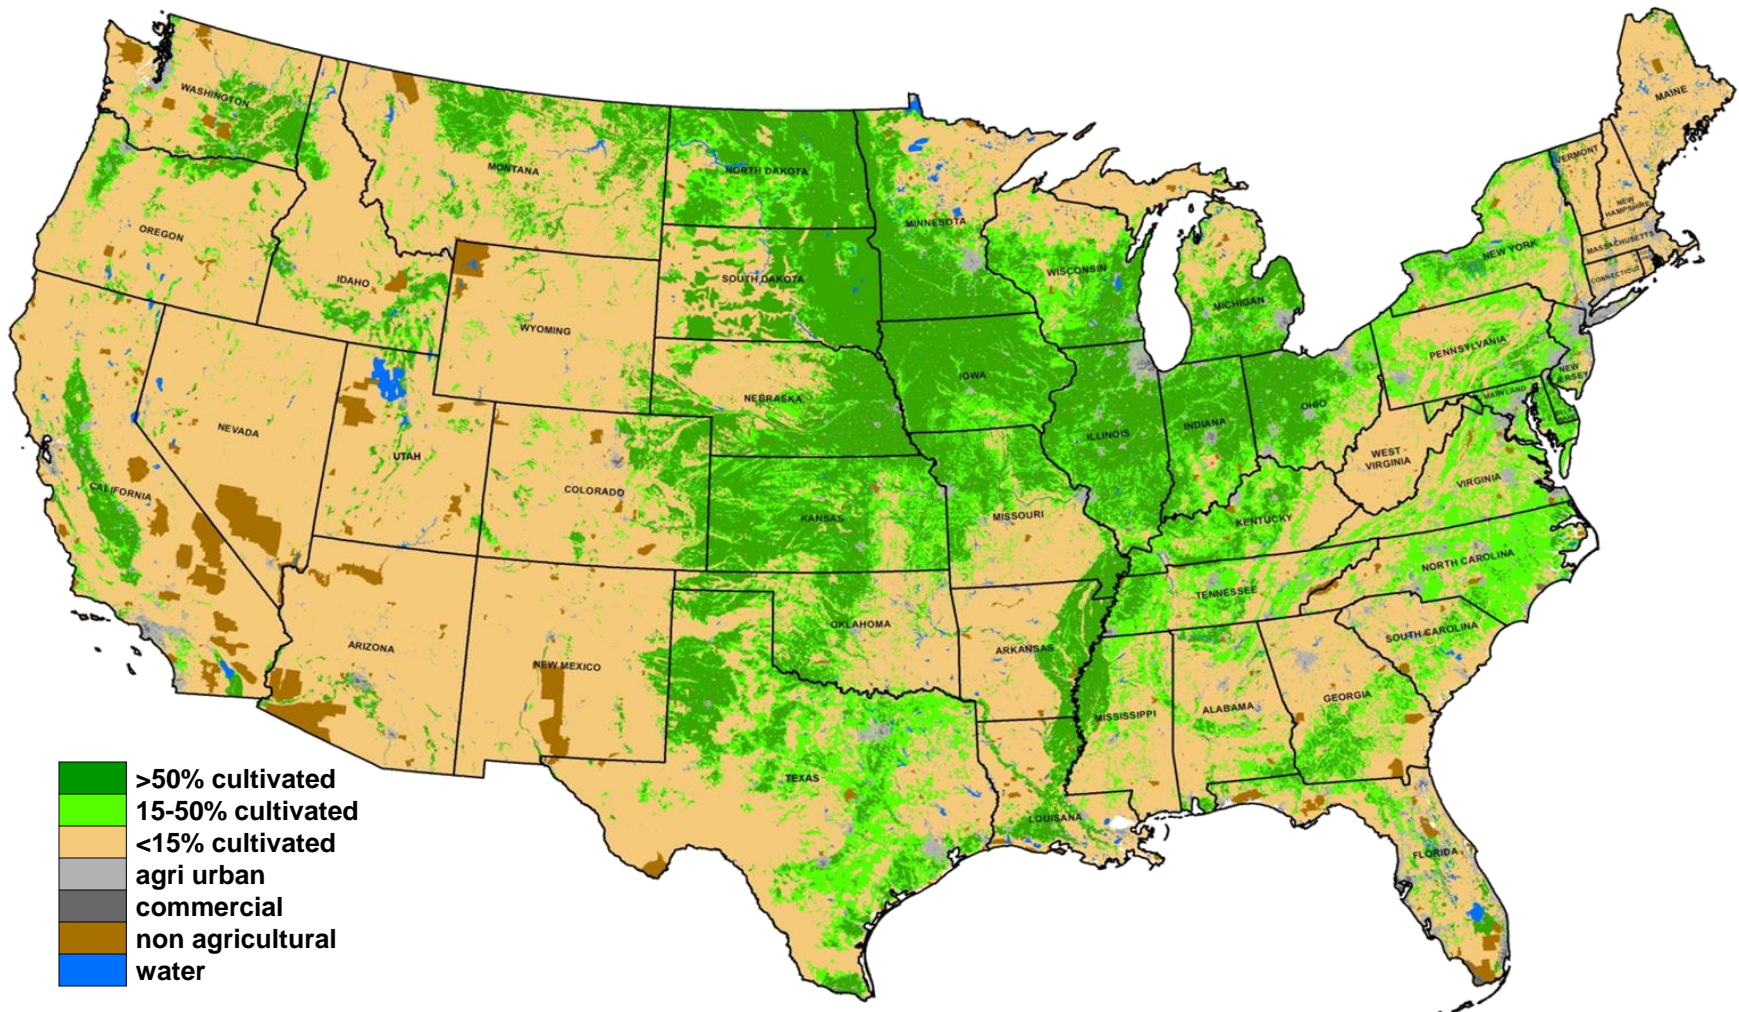 WASHINGTON
MAINE
MONTANA
NORTH DAKOTA
VERMONT
NEW
HAMPSHIRE
MINNESOTA
OREGON
MASSACHUSETTS
NEW YORK
CONNECTICUT
WISCONSIN
IDAHO
SOUTH DAKOTA
MICHIGAN
WYOMING
PENNSYLVANIA
IOWA
NEW
JERSEY
NEBRASKA
MARYLAND
OHIO
NEVADA
ILLINOIS
INDIANA
UTAH
WEST
VIRGINIA
CALIFORNIA
COLORADO
VIRGINIA
KANSAS
MISSOURI
KENTUCKY
NORTH CAROLINA
TENNESSEE
OKLAHOMA
SOUTH CAROLINA
ARIZONA
ARKANSAS
NEW MEXICO
GEORGIA
MISSISSIPPI
ALABAMA
TEXAS
LOUISANA
FLORIDA
>50% cultivated
15-50% cultivated
<15% cultivated
agri urban
commercial
non agricultural
water